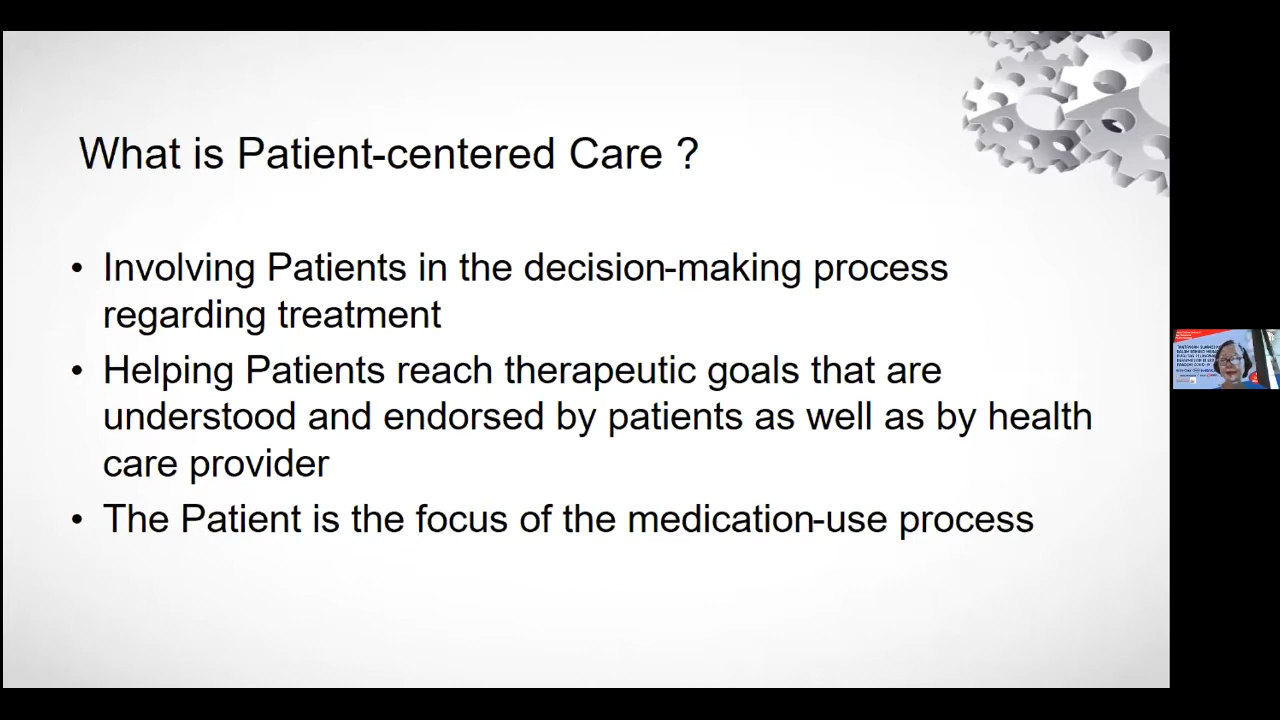 What is Patient-centered Care ?
• Involving Patients in the decision-making process
regarding treatment
• Helping Patients reach therapeutic goals that are
understood and endorsed by patients as well as by health
care provider
• The Patient is the focus of the medication-use process